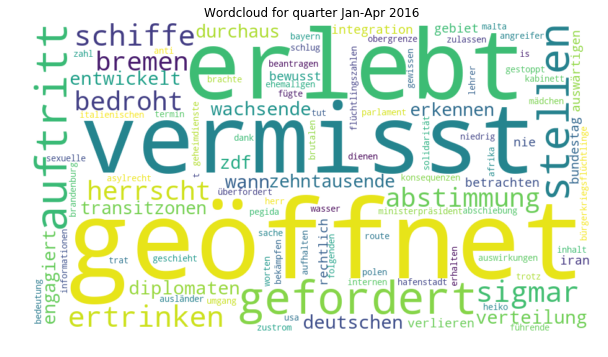 Wordcloud for quarter Jan-Apr 2016
schiffe
durchaus
integration
malta
angreifer
zahl
bremen
erlebt
bayern
schlug
obergrenze
zulassen
is
anti
gebiet
auftritt
entwickelt
bewusst
beantragen
ehemaligen
flüchtlingszahlen
gewissen
lehrer
gestoppt
kabinett
stellen
auswärtigen
bedroht
brachte
fügte
wachsende
erkennen
mädchen
italienischen
termin
geheimdienste
dank
tut
brutalen
parlament
solidarität
niedrig
afrika
nie
bundestag
bürgerkriegsflüchtlinge
vermisst
sexuelle
asylrecht
t
zdf
dienen
brandenburg
herrscht
überfordert
wann
zehntausende
konsequenzen
betrachten
abstimmung
transitzonen
pegida
herr
wasser
ministerpräsident
abschiebung
geöffnet
engagiert
informationen
trat
geschieht
sache
worten
bekämpfen
aufhalten
rechtlich
folgenden
route
polen
auswirkungen
inhalt
iran
erhalten
bedeutung
diplomaten
ausländer
umgang
gefordert
internen
hafenstadt
trotz
sigmar
ertrinken
zustrom
usa
deutschen
verlieren
heiko
verteilung
führende